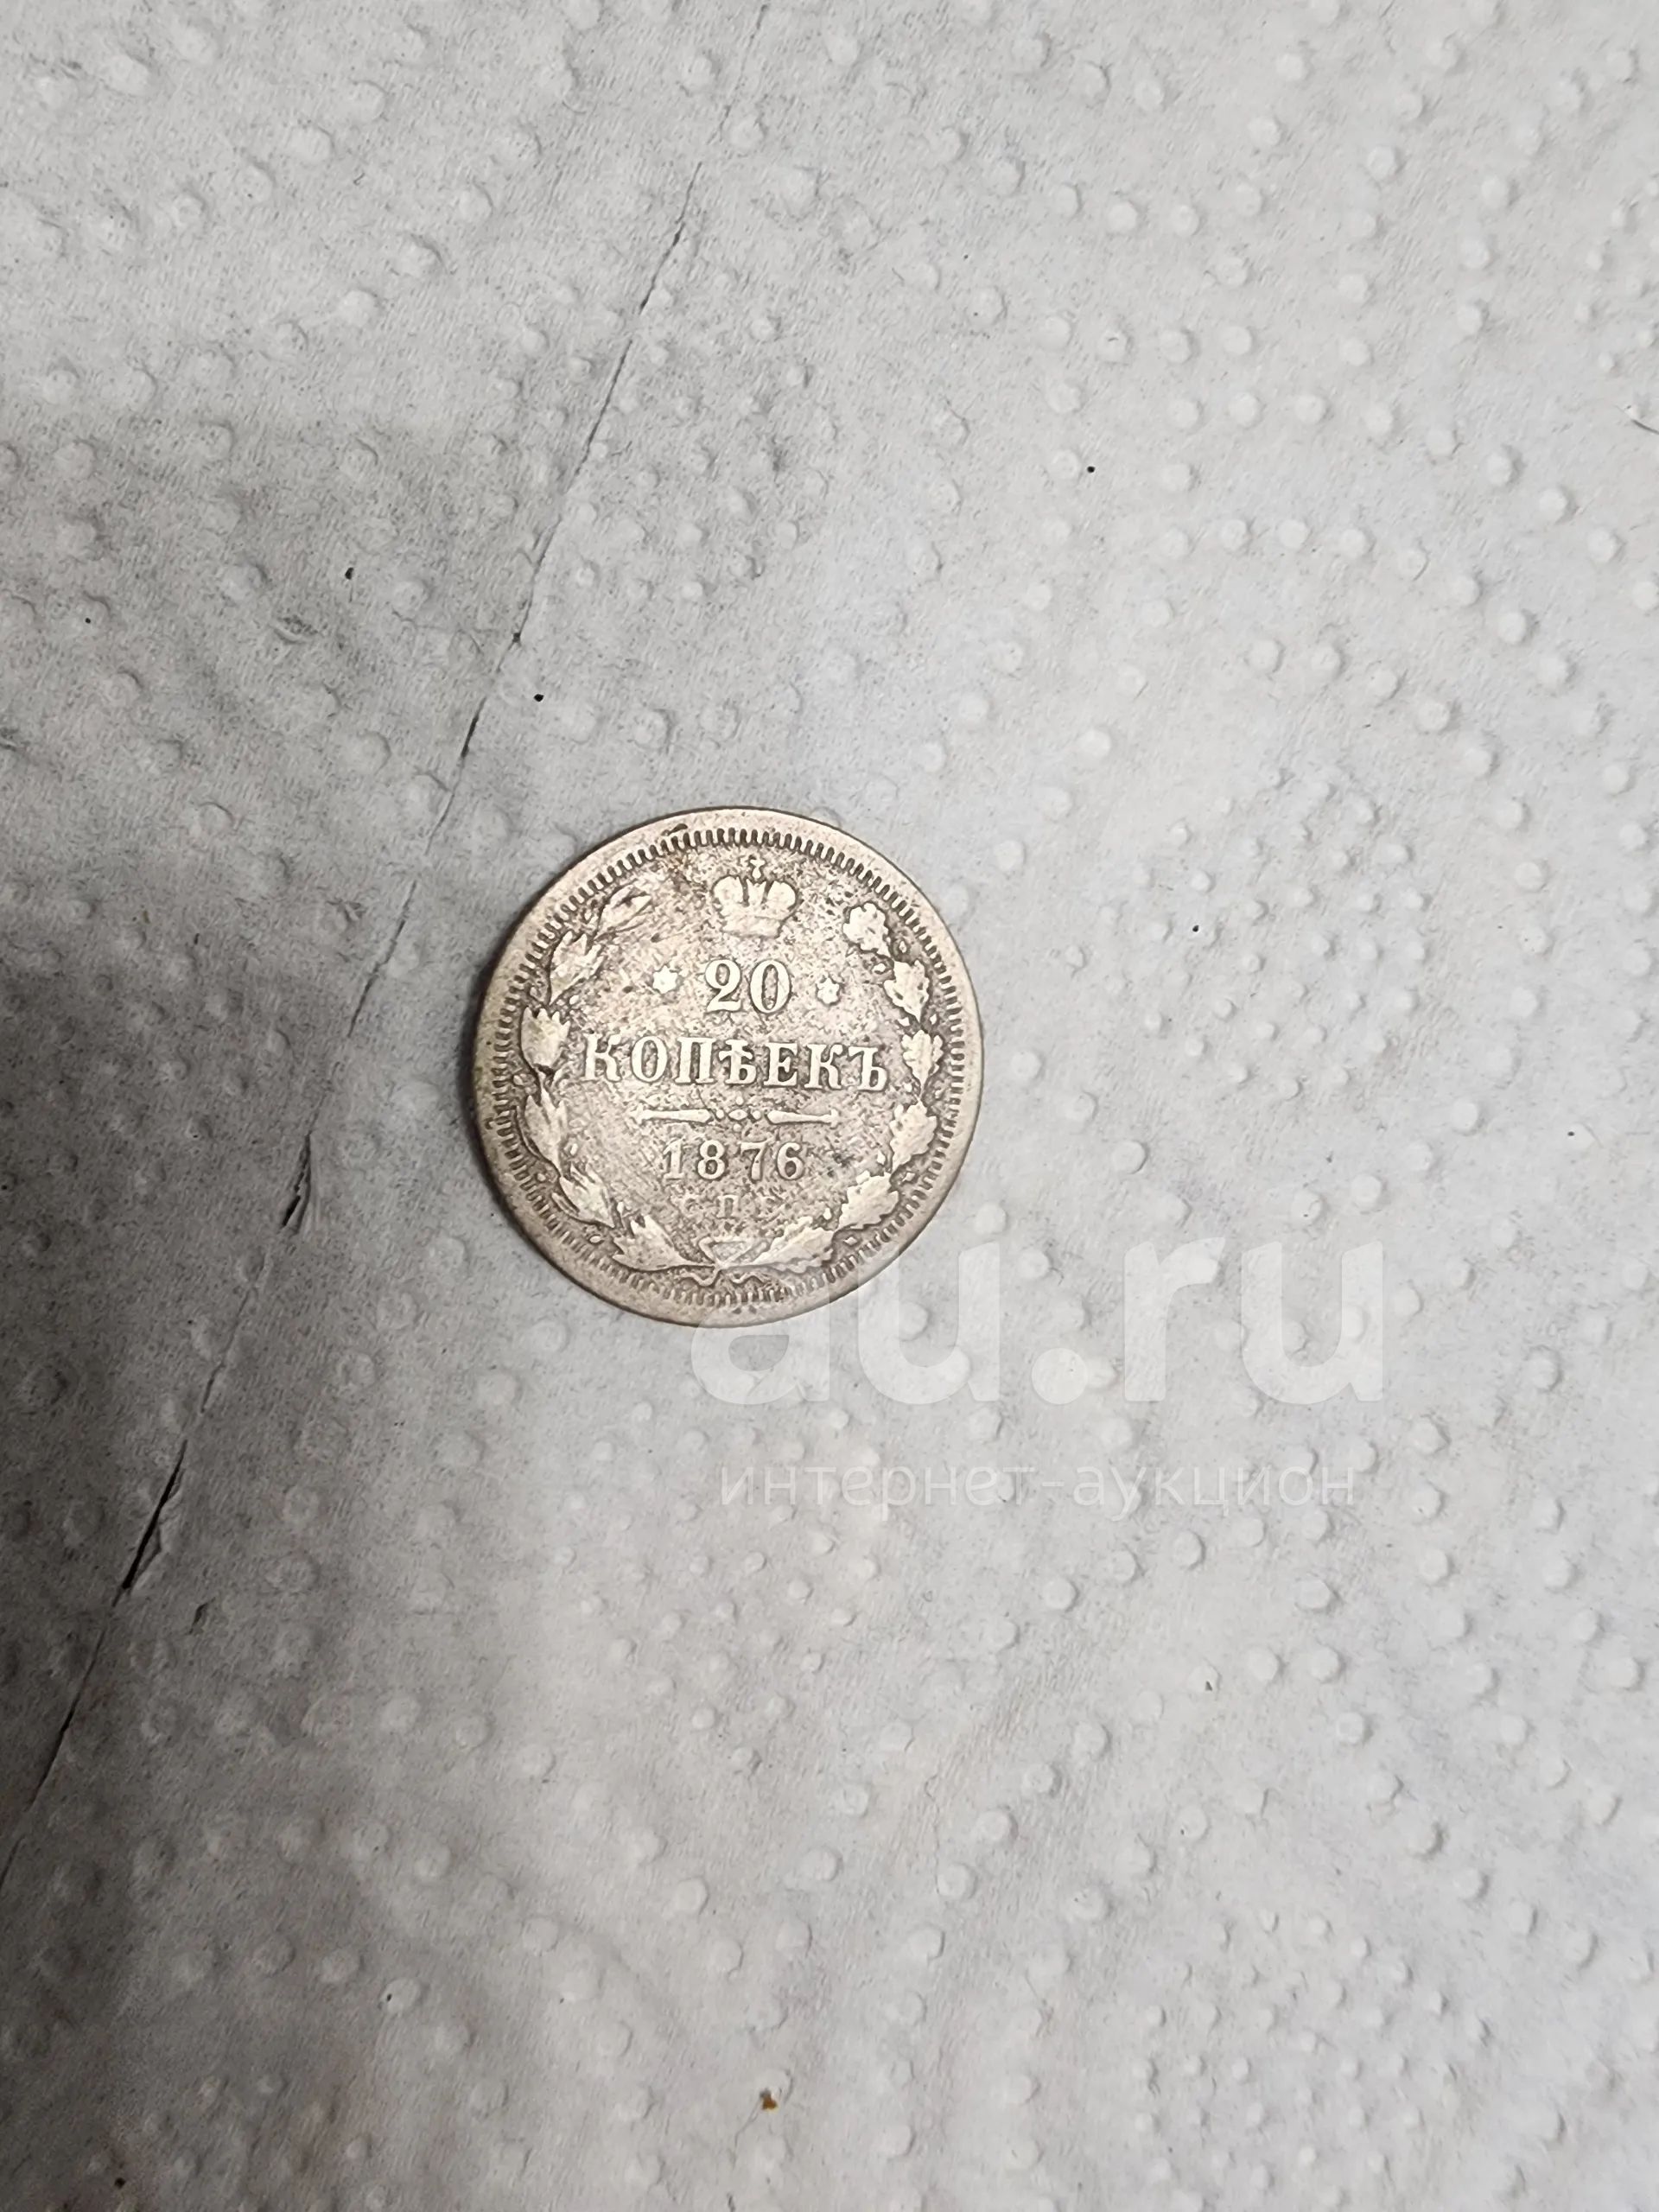 20
КОПѢЕКЪ
1876
С.П.Б.
au.ru
интернет-аукцион